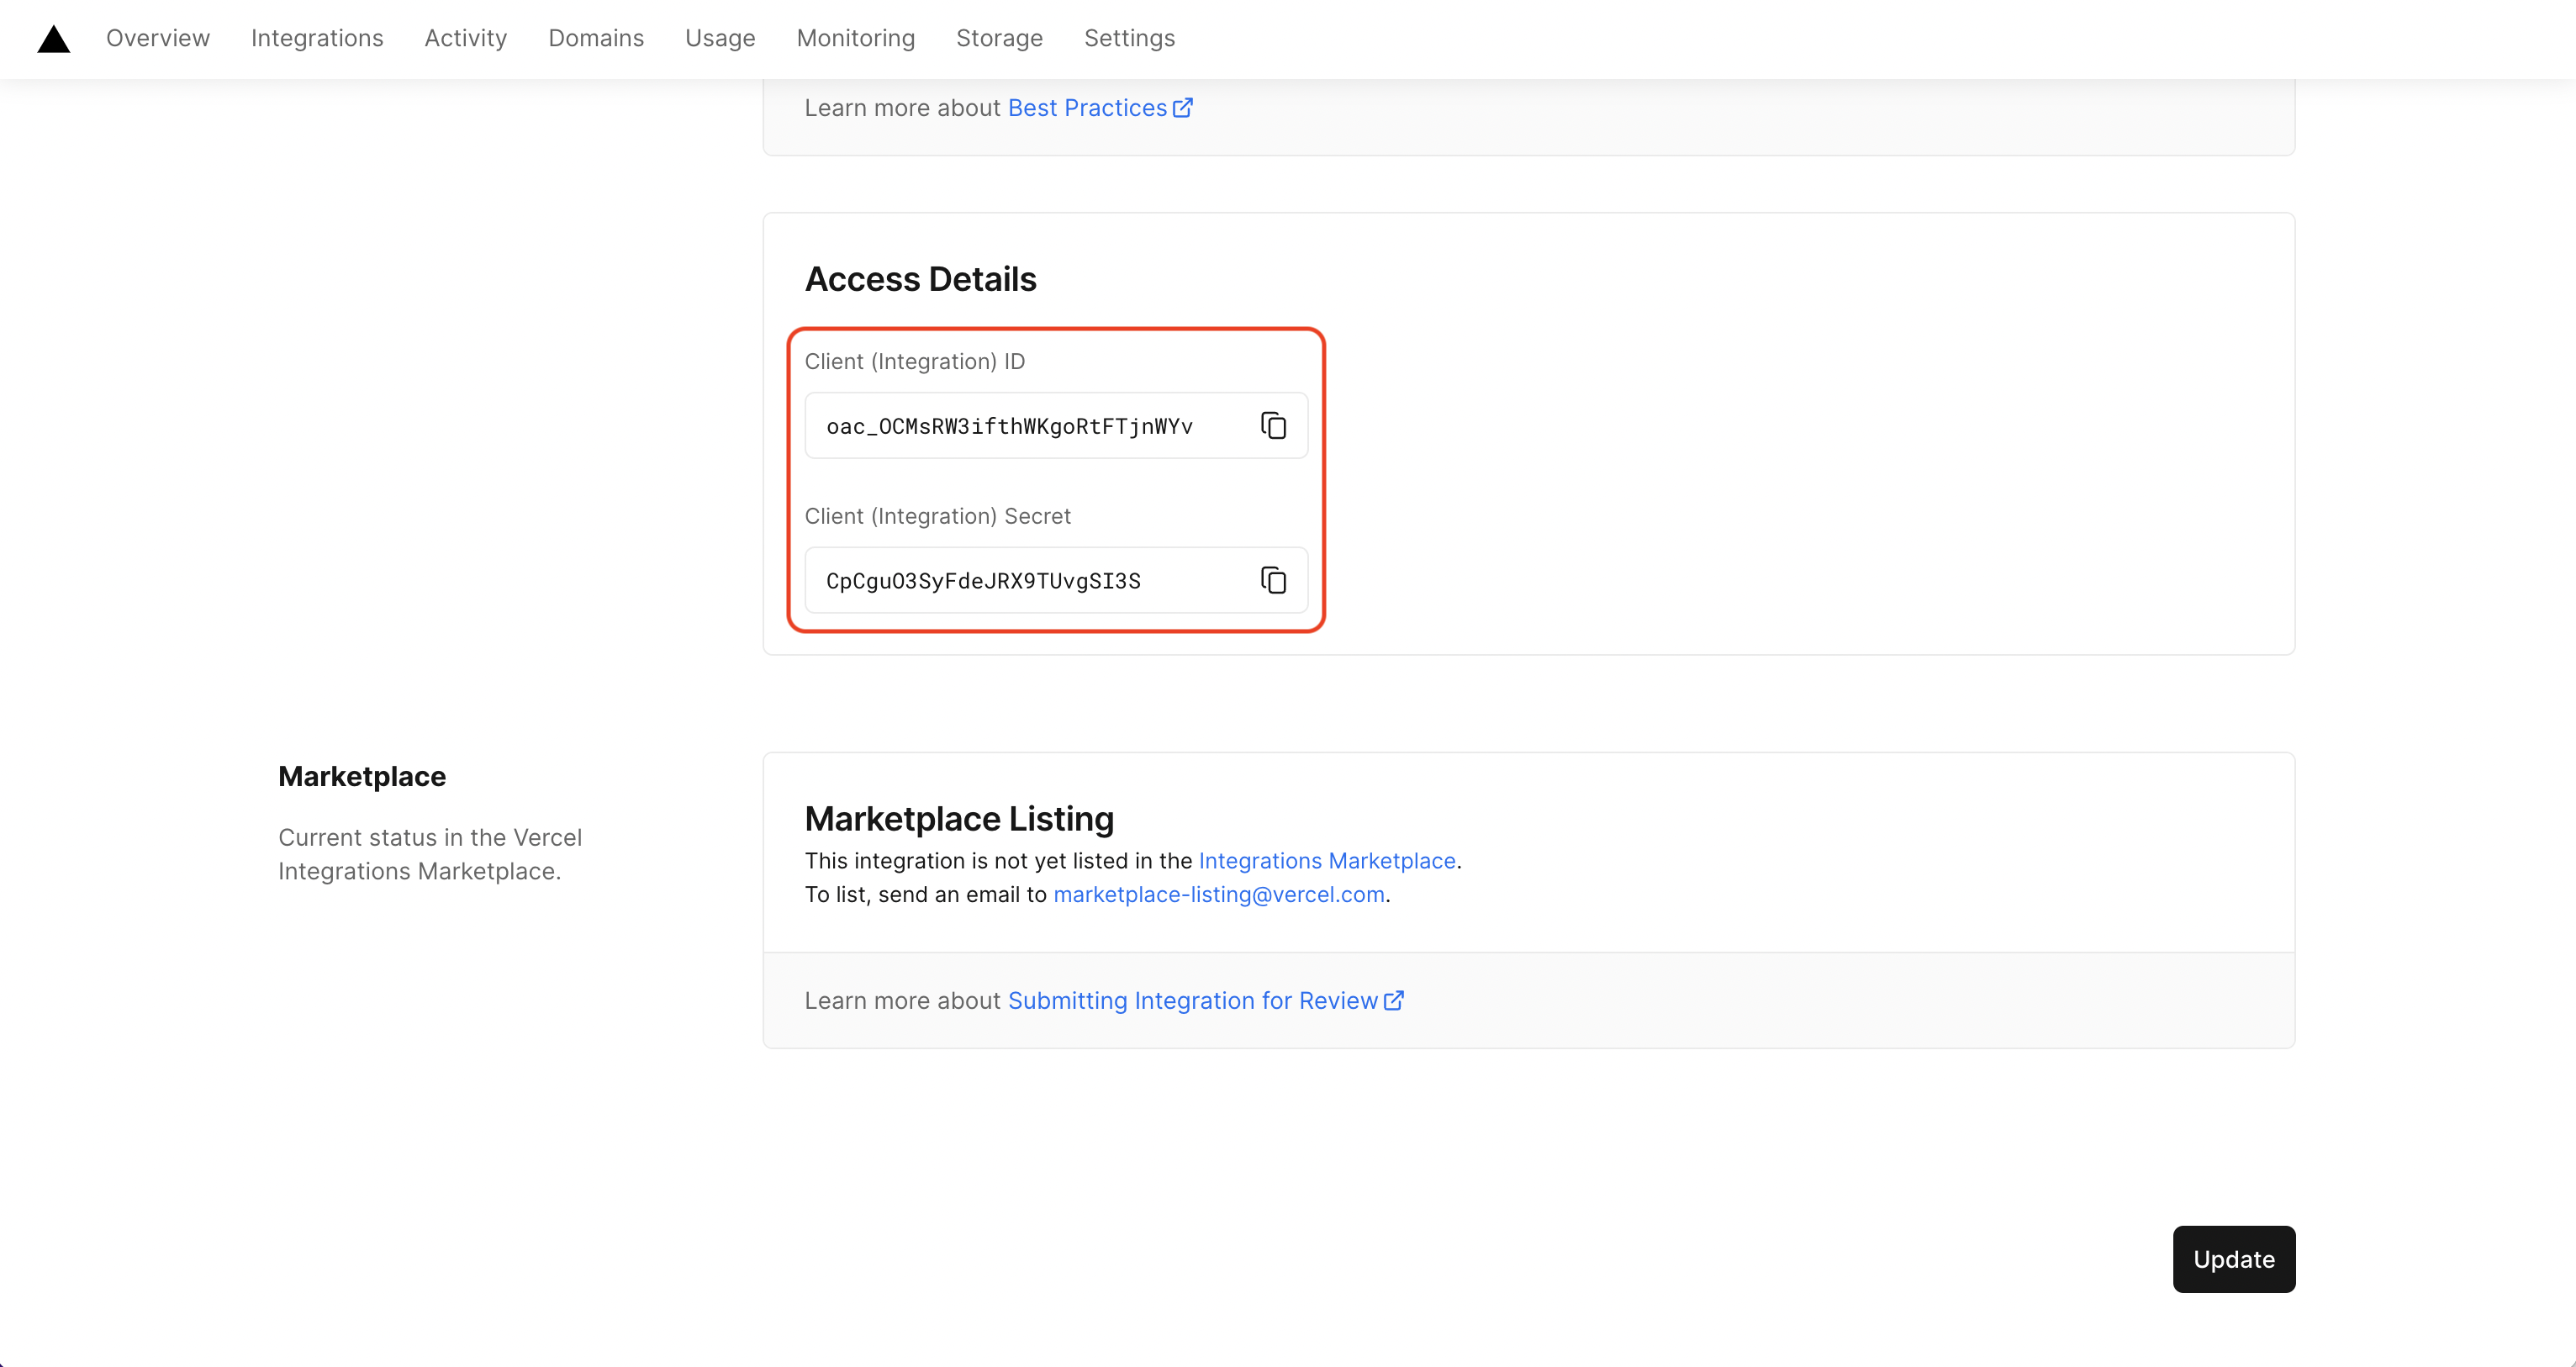 Overview Integrations Activity Domains Usage Monitoring Storage Settings
Learn more about Best Practices
Access Details
Client (Integration) ID
oac_OCMsRW3ifthWKgoRtFTjnWYv
Client (Integration) Secret
CpCguO3SyFdeJRX9TUvgSI3S
Marketplace
Current status in the Vercel
Integrations Marketplace.
Marketplace Listing
This integration is not yet listed in the Integrations Marketplace.
To list, send an email to marketplace-listing@vercel.com.
Learn more about Submitting Integration for Review
Update